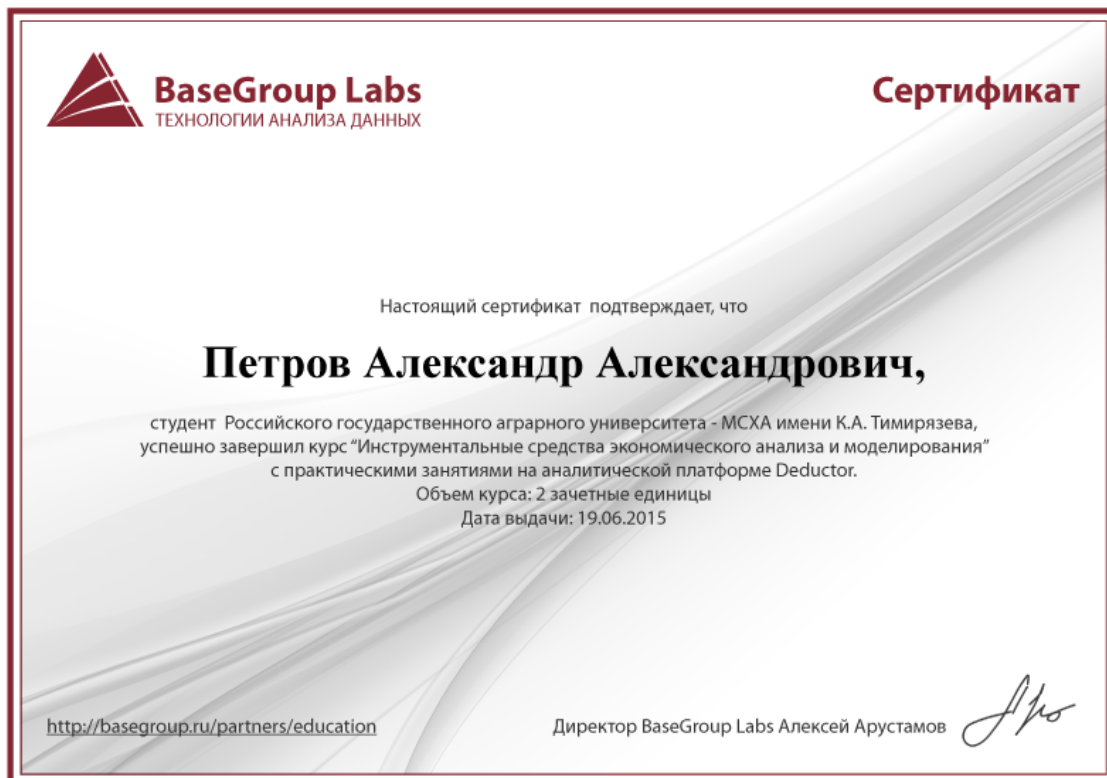 BaseGroup Labs
ТЕХНОЛОГИИ АНАЛИЗА ДАННЫХ
Сертификат
Настоящий сертификат подтверждает, что
Петров Александр Александрович,
студент Российского государственного аграрного университета - МСХА имени К.А. Тимирязева,
успешно завершил курс “Инструментальные средства экономического анализа и моделирования”
с практическими занятиями на аналитической платформе Deductor.
Объем курса: 2 зачетные единицы
Дата выдачи: 19.06.2015
http://basegroup.ru/partners/education
Директор BaseGroup Labs Алексей Арустамов